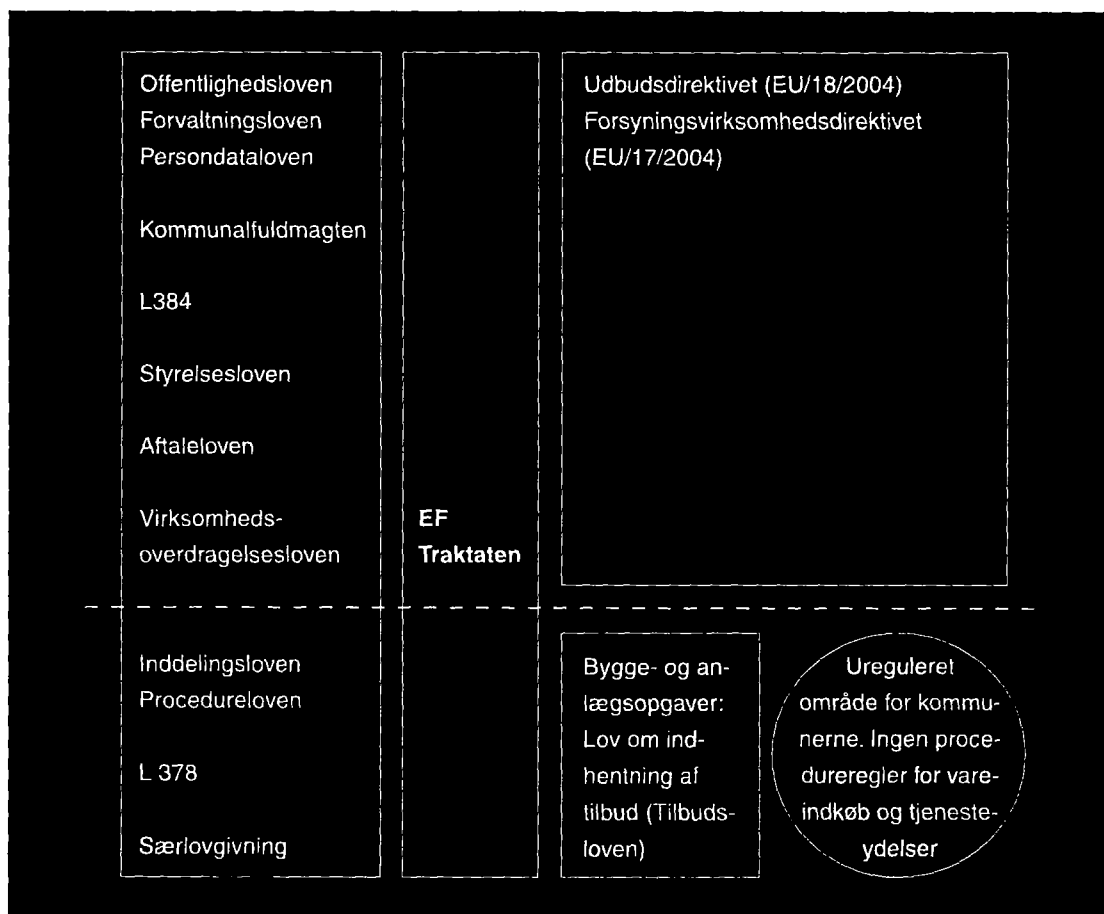 Offentlighedsloven
Forvaltningsloven
Persondataloven
Kommunalfuldmagten
L384
Styrelsesloven
Aftaleloven
Virksomheds-
overdragelsesloven
Inddelingsloven
Procedureloven
L 378
Særlovgivning
EF
Traktaten
Udbudsdirektivet (EU/18/2004)
Forsyningsvirksomhedsdirektivet
(EU/17/2004)
Bygge- og an-
lægsopgaver:
Lov om ind-
hentning af
tilbud (Tilbuds-
loven)
Ureguleret
område for kommu-
nerne. Ingen proce-
dureregler for vare-
indkøb og tjeneste-
ydelser